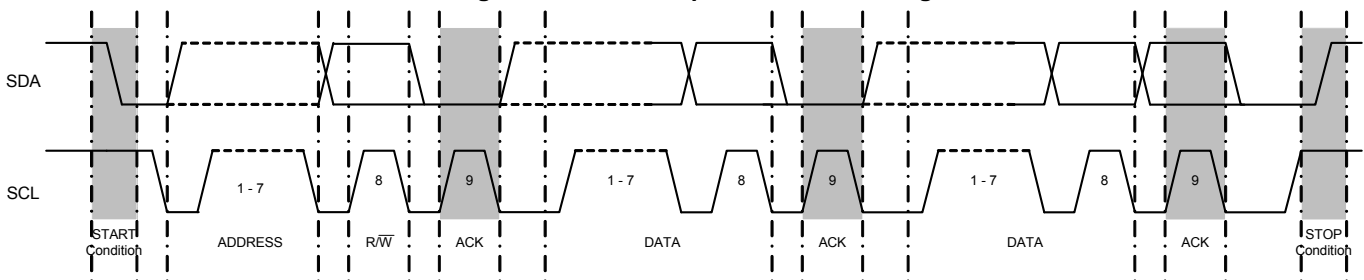 SDA
SCL
1 - 7
8
9
1 - 7
8
9
1 - 7
8
9
START
Condition
ADDRESS
R/W̅
ACK
DATA
ACK
DATA
ACK
STOP
Condition